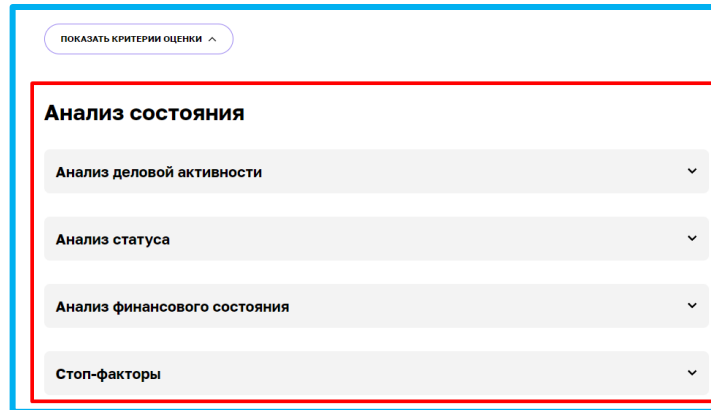 ПОКАЗАТЬ КРИТЕРИИ ОЦЕНКИ
Анализ состояния
Анализ деловой активности
Анализ статуса
Анализ финансового состояния
Стоп-факторы